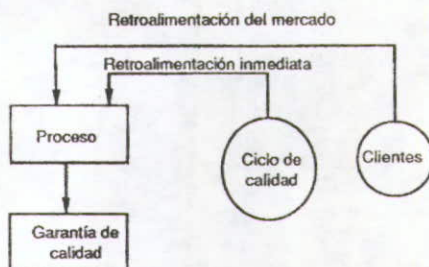 Retroalimentación del mercado
Retroalimentación inmediata
Proceso
Ciclo de
calidad
Clientes
Garantía de
calidad